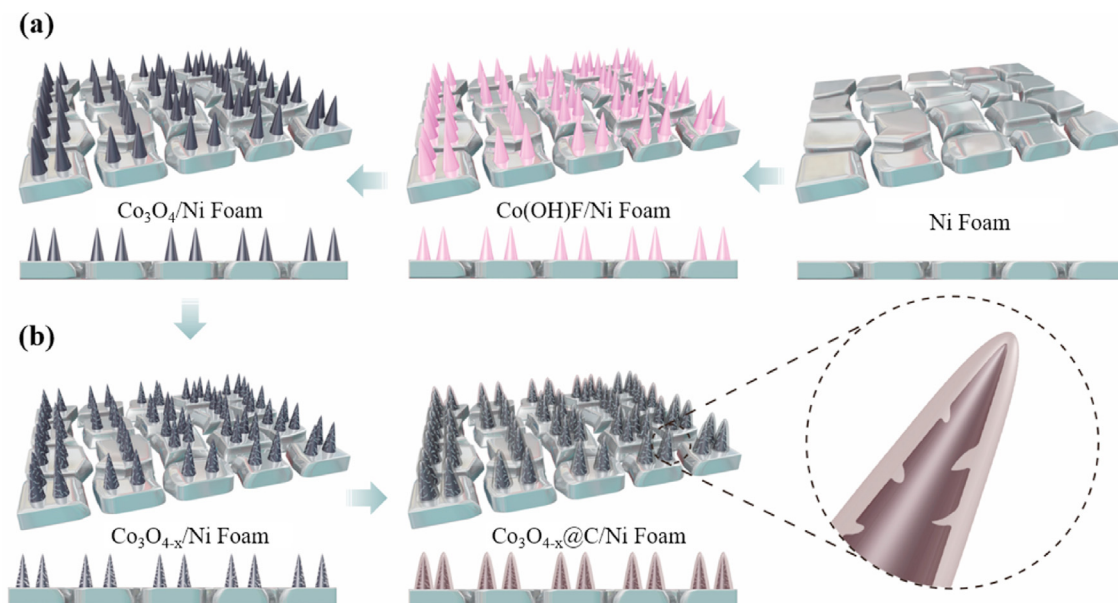 (a)
Co₃O₄/Ni Foam
Co(OH)F/Ni Foam
Ni Foam
(b)
Co₃O₄₋ₓ/Ni Foam
Co₃O₄₋ₓ@C/Ni Foam